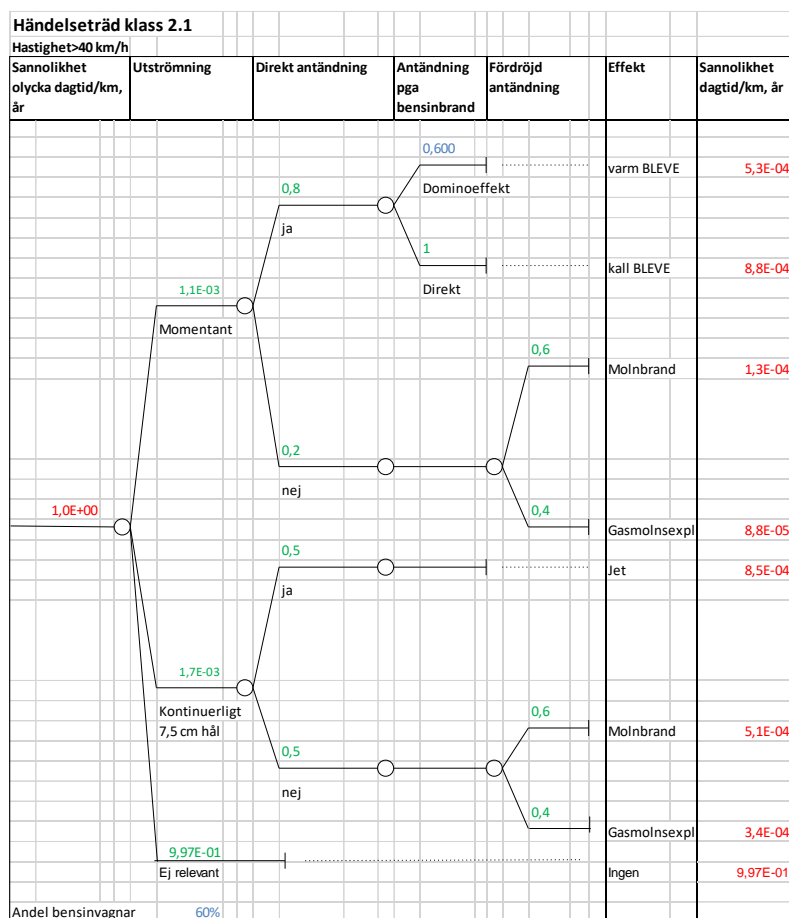 Händelseträd klass 2.1
Hastighet>40 km/h
Sannolikhet olycka dagtid/km, år
Utströmning
Direkt antändning
Antändning pga bensinbrand
Fördröjd antändning
Effekt
Sannolikhet dagtid/km, år
0,600
varm BLEVE 5,3E-04
0,8
Dominoeffekt
ja
1
kall BLEVE 8,8E-04
1,1E-03
Direkt
Momentant
0,6
Molnbrand 1,3E-04
0,2
nej
1,0E+00
0,4
Gasmolnsexpl 8,8E-05
0,5
Jet 8,5E-04
ja
1,7E-03
Kontinuerligt
7,5 cm hål
0,6
Molnbrand 5,1E-04
0,5
nej
0,4
Gasmolnsexpl 3,4E-04
9,97E-01
Ej relevant
Ingen 9,97E-01
Andel bensinvagnar 60%